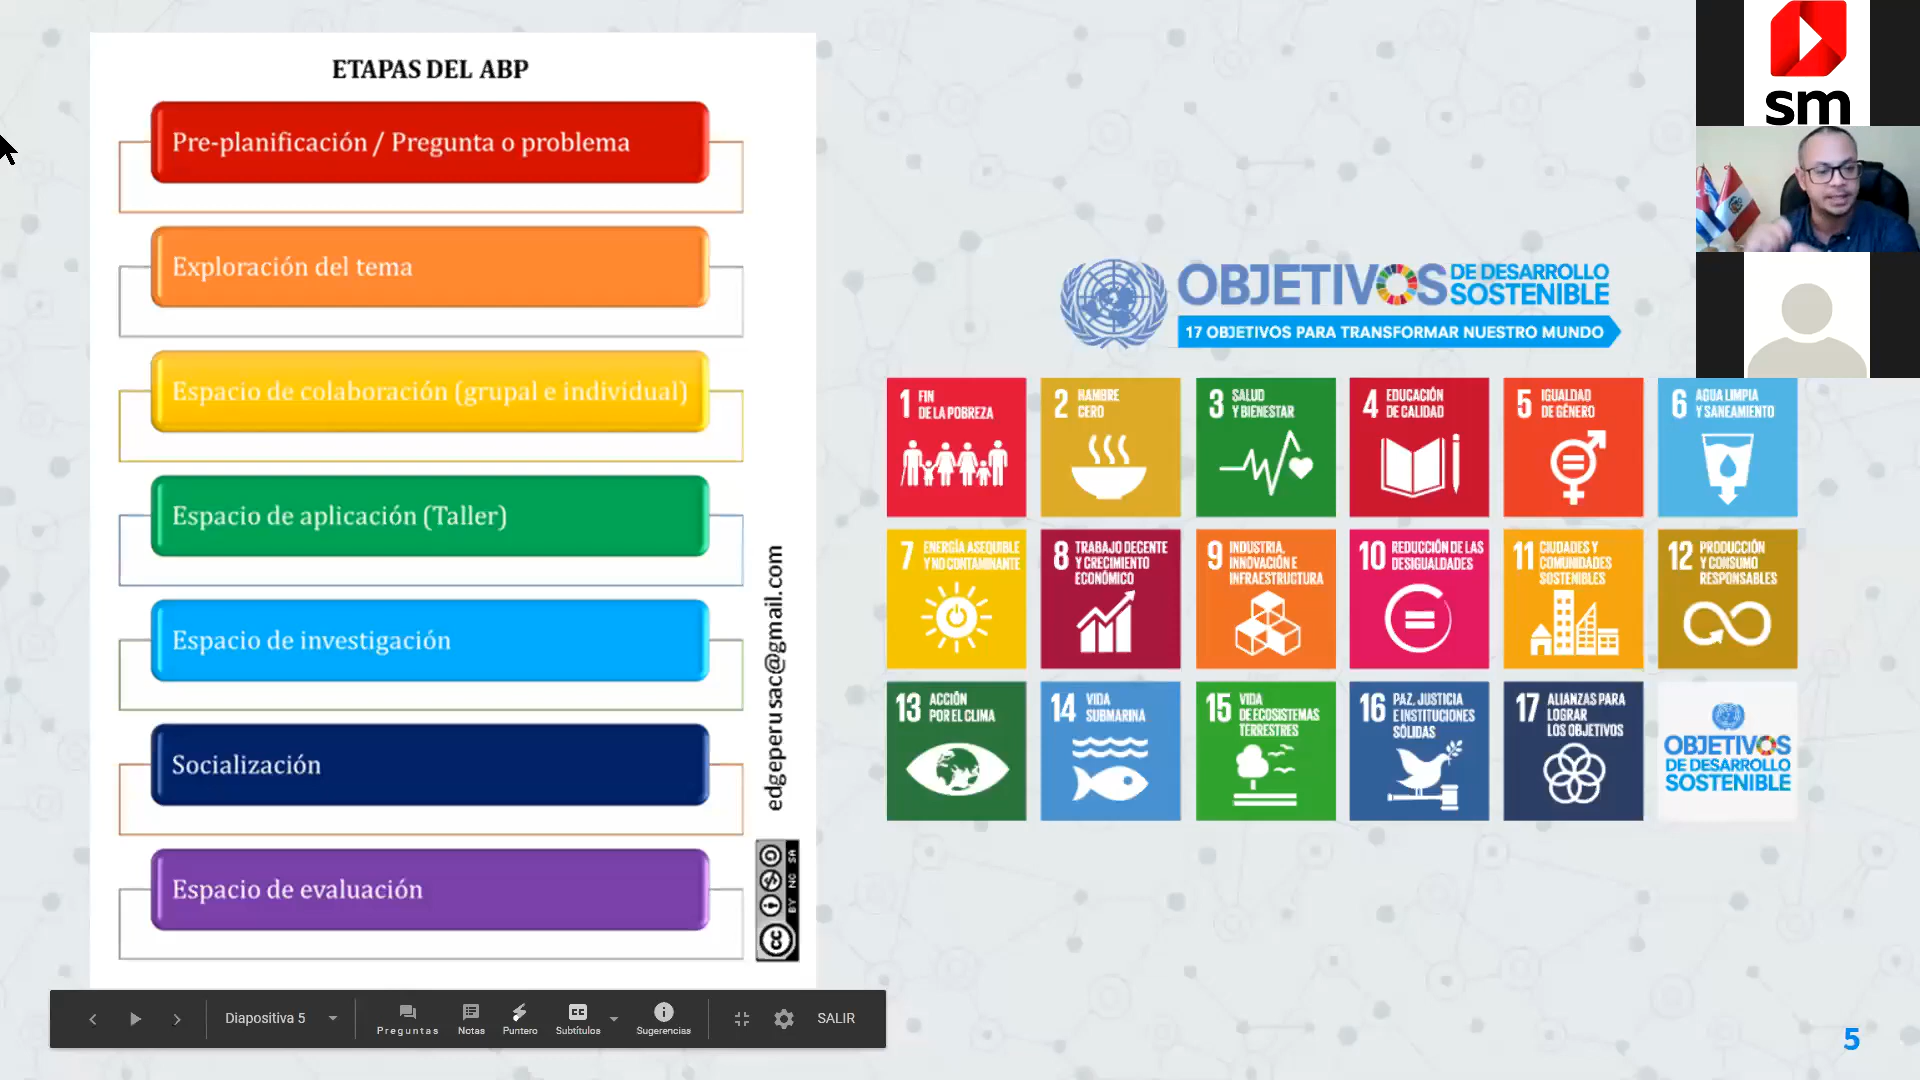 ETAPAS DEL ABP
Pre-planificación / Pregunta o problema
Exploración del tema
Espacio de colaboración (grupal e individual)
Espacio de aplicación (Taller)
Espacio de investigación
Socialización
Espacio de evaluación
edgeperusac@gmail.com
cc
BY NC SA
OBJETIVOS
DE DESARROLLO
SOSTENIBLE
17 OBJETIVOS PARA TRANSFORMAR NUESTRO MUNDO
1 FIN
DE LA POBREZA
2 HAMBRE
CERO
3 SALUD
Y BIENESTAR
4 EDUCACIÓN
DE CALIDAD
5 IGUALDAD
DE GÉNERO
6 AGUA LIMPIA
Y SANEAMIENTO
7 ENERGÍA ASEQUIBLE
Y NO CONTAMINANTE
8 TRABAJO DECENTE
Y CRECIMIENTO
ECONÓMICO
9 INDUSTRIA,
INNOVACIÓN E
INFRAESTRUCTURA
10 REDUCCIÓN DE LAS
DESIGUALDADES
11 CIUDADES Y
COMUNIDADES
SOSTENIBLES
12 PRODUCCIÓN
Y CONSUMO
RESPONSABLES
13 ACCIÓN
POR EL CLIMA
14 VIDA
SUBMARINA
15 VIDA
DE ECOSISTEMAS
TERRESTRES
16 PAZ, JUSTICIA
E INSTITUCIONES
SÓLIDAS
17 ALIANZAS PARA
LOGRAR
LOS OBJETIVOS
OBJETIVOS
DE DESARROLLO
SOSTENIBLE
sm
Diapositiva 5
Preguntas
Notas
Puntero
CC
Subtítulos
Sugerencias
SALIR
5